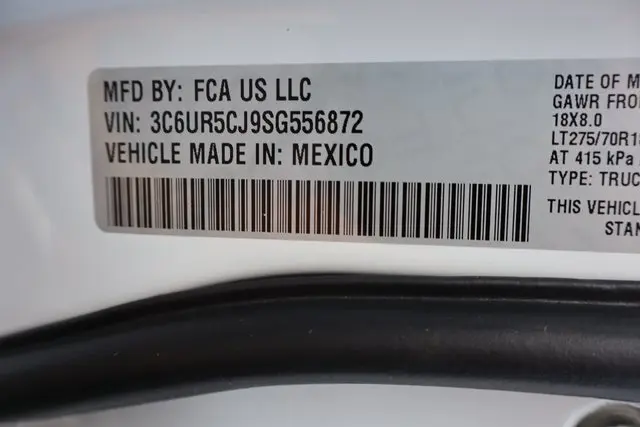 MFD BY: FCA US LLC
VIN: 3C6UR5CJ9SG556872
VEHICLE MADE IN: MEXICO
DATE OF M
GAWR FRO
18X8.0
LT275/70R18
AT 415 kPa
TYPE: TRUC
THIS VEHICL
STAN